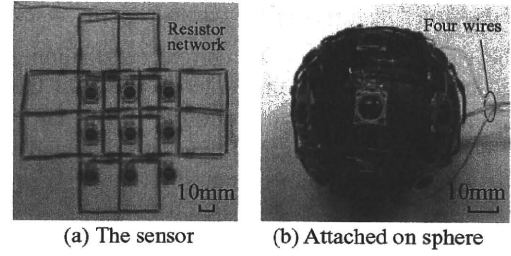 Resistor
network
10mm
(a) The sensor
Four wires
10mm
(b) Attached on sphere